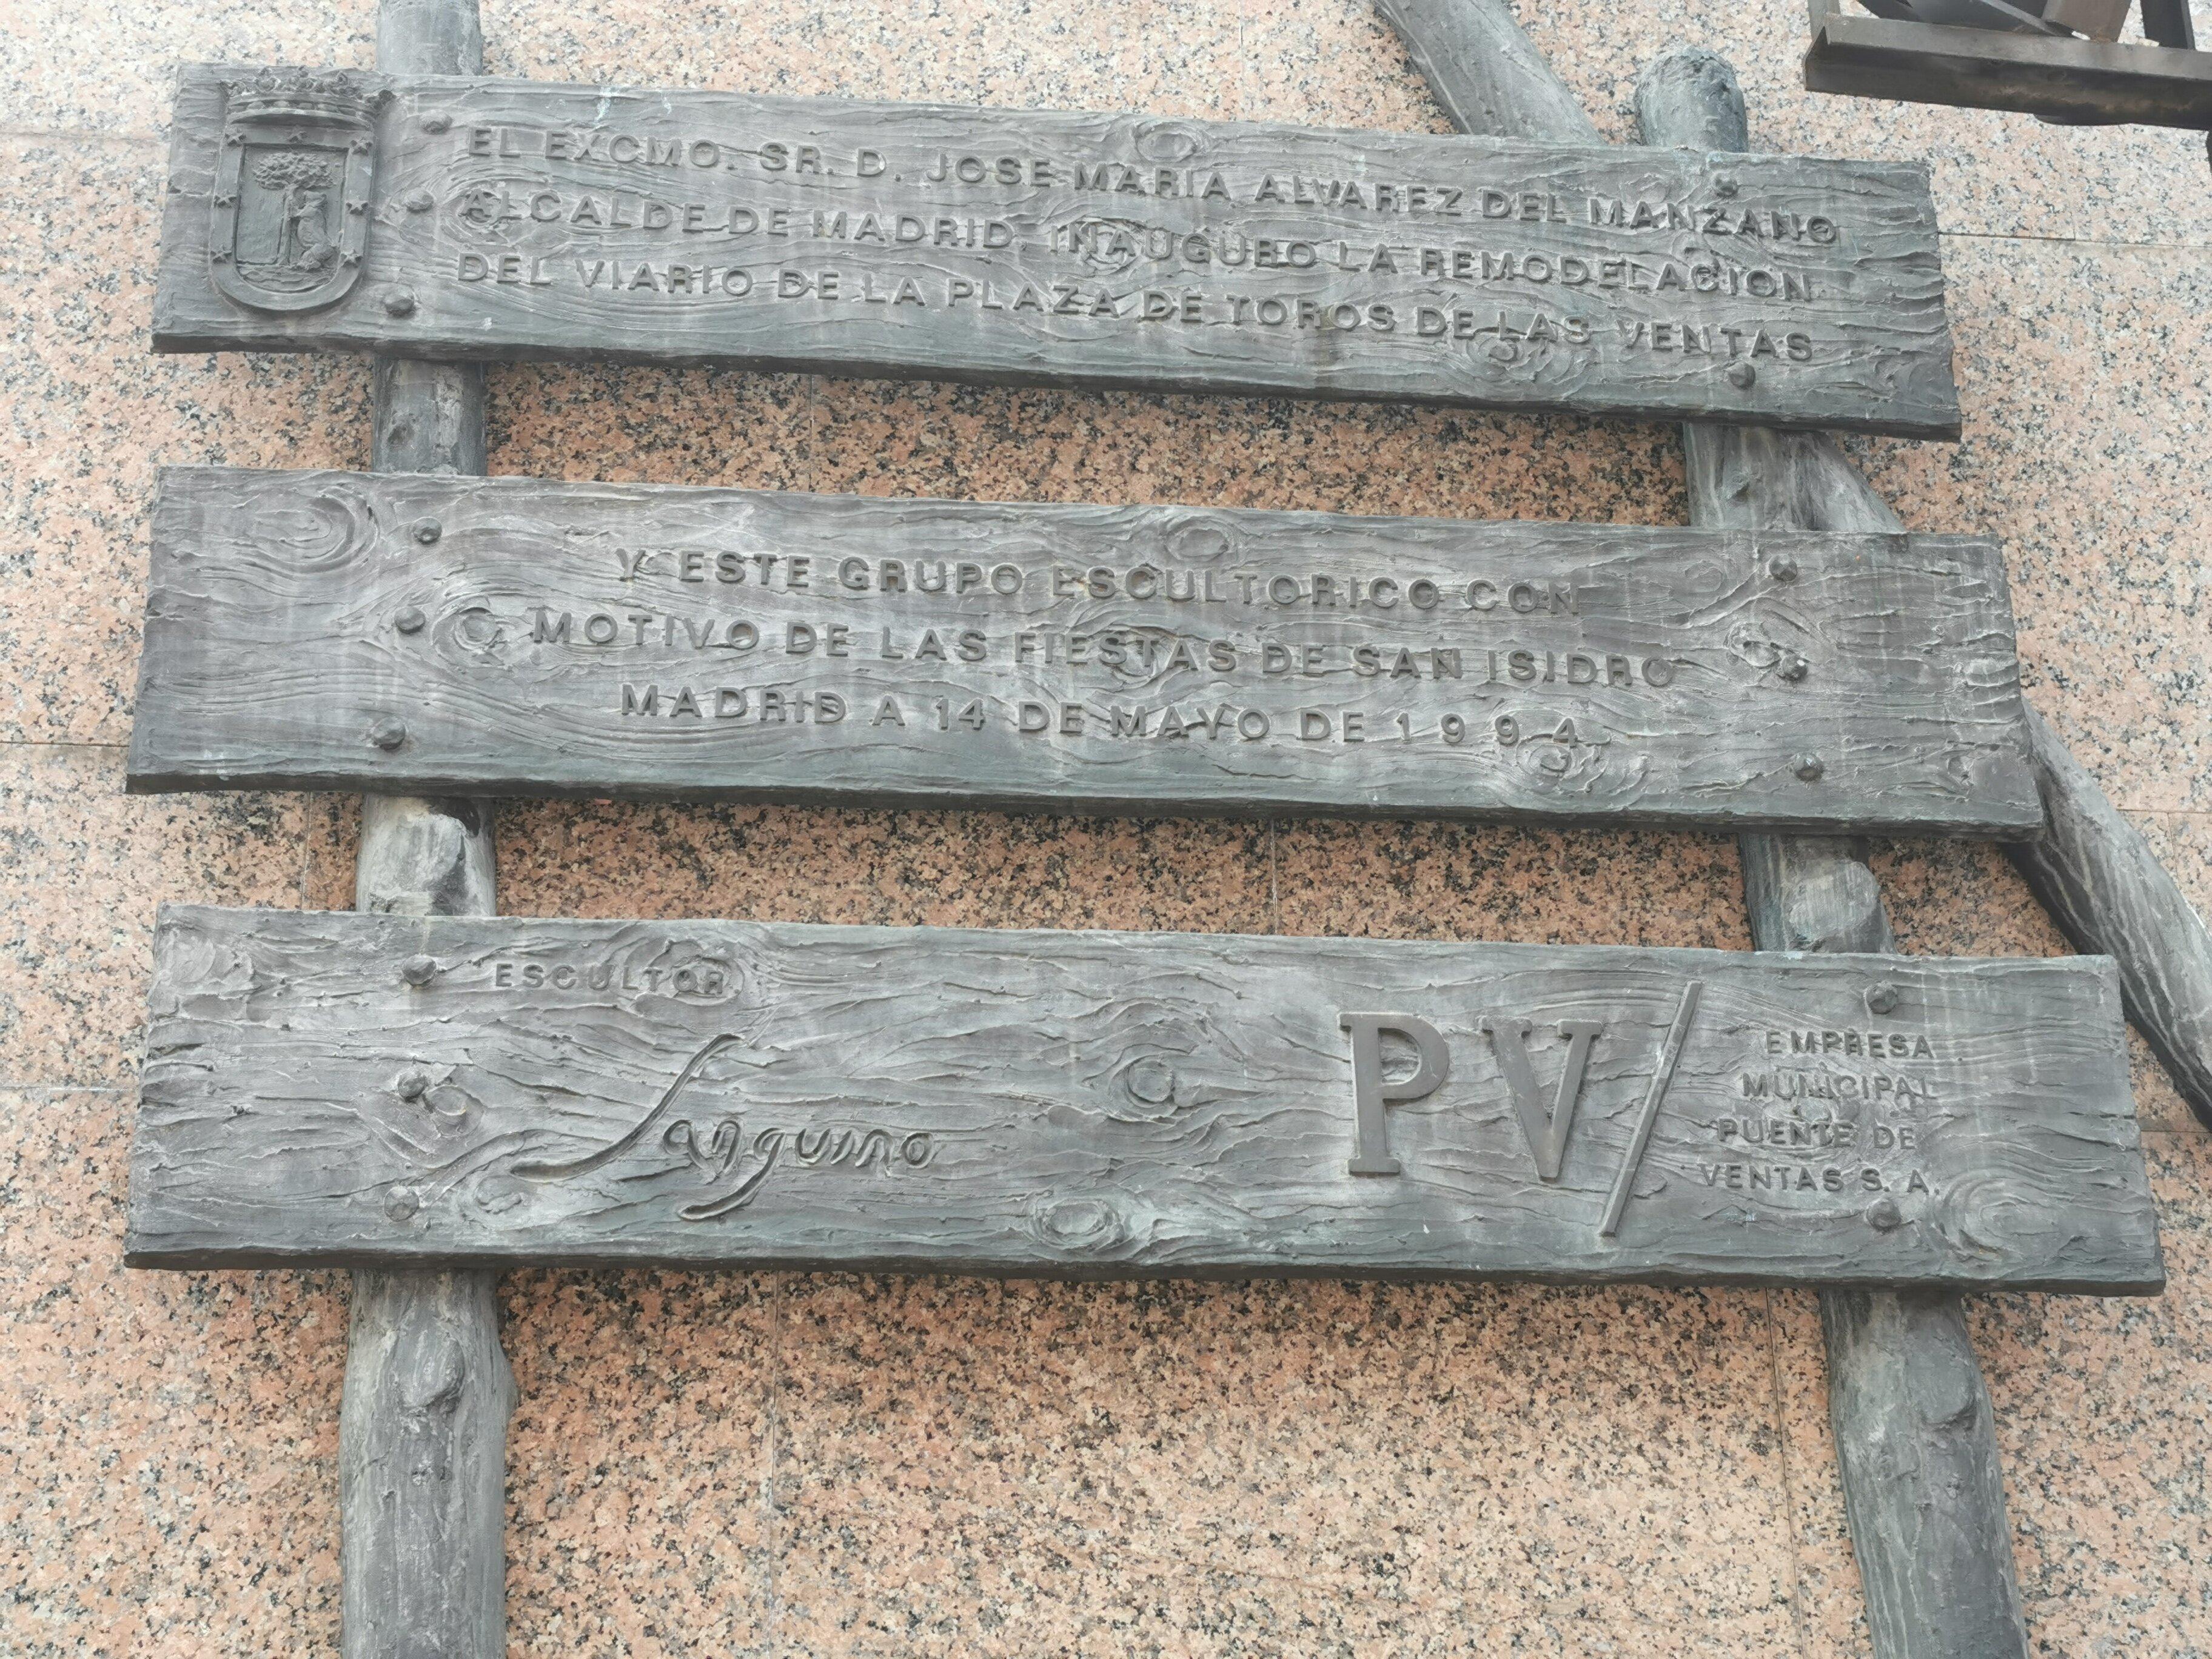 EL EXCMO. SR. D. JOSE MARIA ALVAREZ DEL MANZANO
ALCALDE DE MADRID, INAUGURO LA REMODELACION
DEL VIARIO DE LA PLAZA DE TOROS DE LAS VENTAS
Y ESTE GRUPO ESCULTORICO CON
MOTIVO DE LAS FIESTAS DE SAN ISIDRO
MADRID A 14 DE MAYO DE 1994
ESCULTOR
Sanguino
PV/
EMPRESA
MUNICIPAL
PUENTE DE
VENTAS S. A.